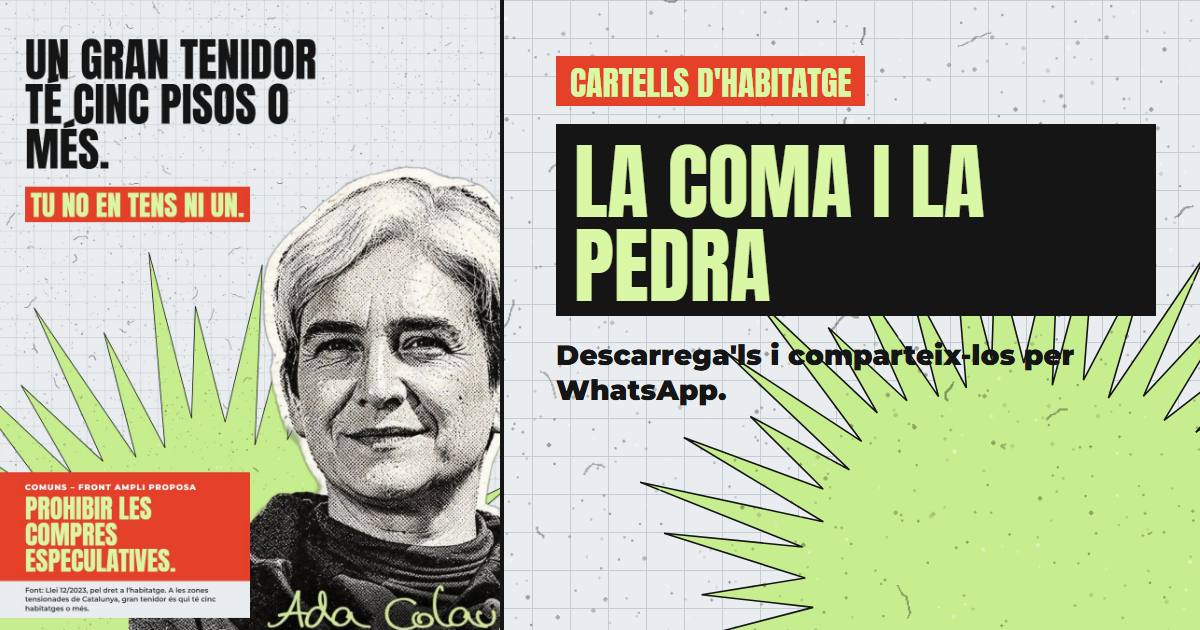 UN GRAN TENIDOR
TÉ CINC PISOS O
MÉS.
TU NO EN TENS NI UN.
COMUNS – FRONT AMPLI PROPOSA
PROHIBIR LES
COMPRES
ESPECULATIVES.
Font: Llei 12/2023, pel dret a l'habitatge. A les zones
tensionades de Catalunya, gran tenidor és qui té cinc
habitatges o més.
Ada Colau
CARTELLS D'HABITATGE
LA COMA I LA
PEDRA
Descarrega'ls i comparteix-los per
WhatsApp.